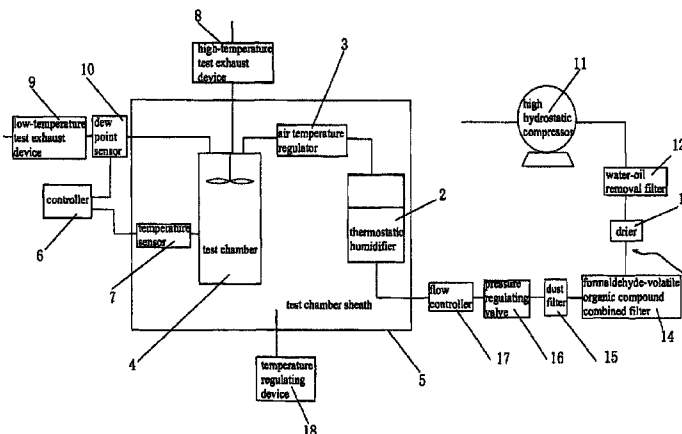 8
high-temperature
test exhaust
device
3
11
9
10
low-temperature
test exhaust
device
dew
point
sensor
air temperature
regulator
high
hydrostatic
compressor
12
water-oil
removal filter
controller
6
temperature
sensor
7
test chamber
2
thermostatic
humidifier
drier
1
test chamber sheath
flow
controller
pressure
regulating
valve
dust
filter
formaldehyde-volatile
organic compound
combined filter
4
5
17
16
15
14
temperature
regulating
device
18